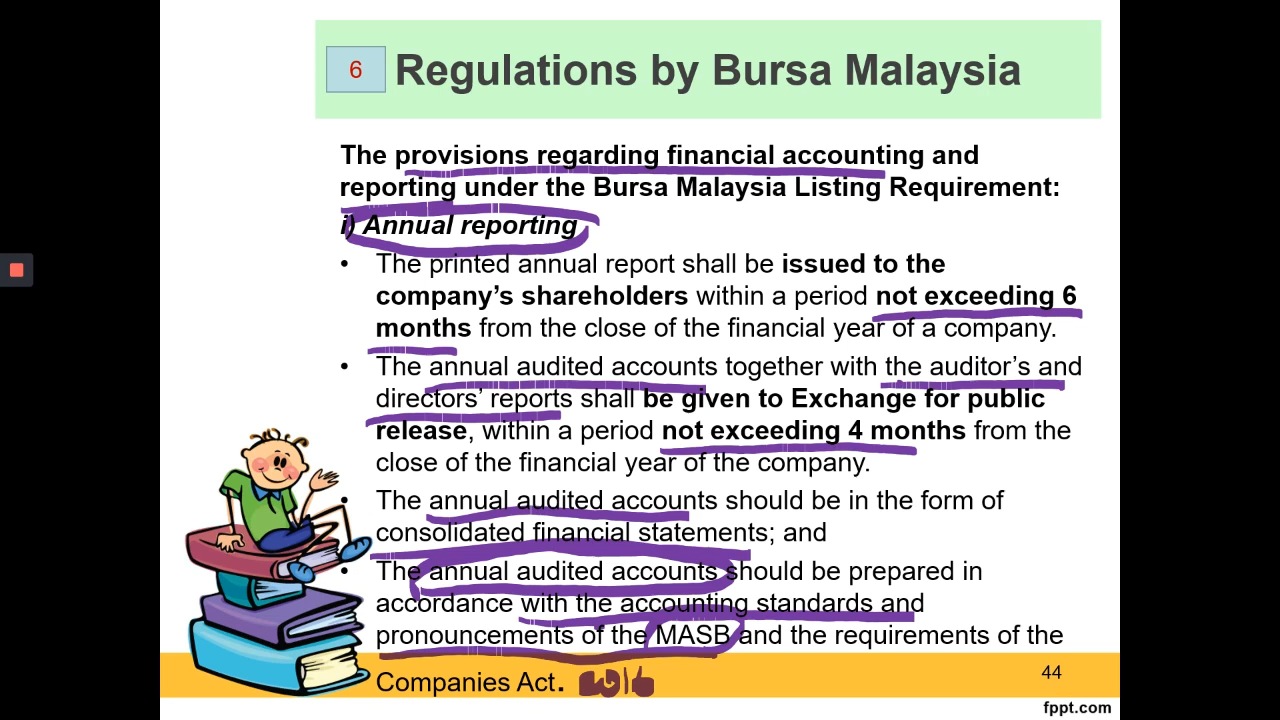 6
Regulations by Bursa Malaysia
The provisions regarding financial accounting and
reporting under the Bursa Malaysia Listing Requirement:
i) Annual reporting
• The printed annual report shall be issued to the
company’s shareholders within a period not exceeding 6
months from the close of the financial year of a company.
• The annual audited accounts together with the auditor’s and
directors’ reports shall be given to Exchange for public
release, within a period not exceeding 4 months from the
close of the financial year of the company.
• The annual audited accounts should be in the form of
consolidated financial statements; and
• The annual audited accounts should be prepared in
accordance with the accounting standards and
pronouncements of the MASB and the requirements of the
Companies Act.
44
fppt.com